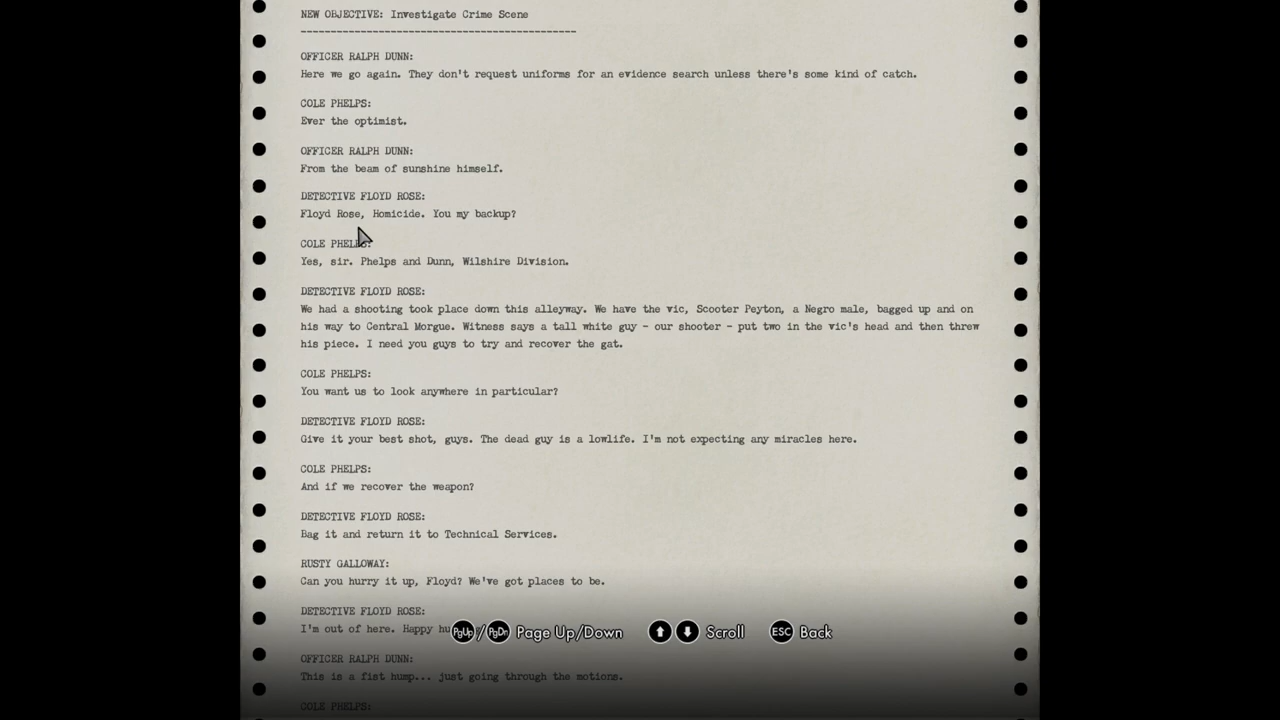 NEW OBJECTIVE: Investigate Crime Scene
----------------------------------------------
OFFICER RALPH DUNN:
Here we go again. They don't request uniforms for an evidence search unless there's some kind of catch.
COLE PHELPS:
Ever the optimist.
OFFICER RALPH DUNN:
From the beam of sunshine himself.
DETECTIVE FLOYD ROSE:
Floyd Rose, Homicide. You my backup?
COLE PHELPS:
Yes, sir. Phelps and Dunn, Wilshire Division.
DETECTIVE FLOYD ROSE:
We had a shooting took place down this alleyway. We have the vic, Scooter Peyton, a Negro male, bagged up and on
his way to Central Morgue. Witness says a tall white guy - our shooter - put two in the vic's head and then threw
his piece. I need you guys to try and recover the gat.
COLE PHELPS:
You want us to look anywhere in particular?
DETECTIVE FLOYD ROSE:
Give it your best shot, guys. The dead guy is a lowlife. I'm not expecting any miracles here.
COLE PHELPS:
And if we recover the weapon?
DETECTIVE FLOYD ROSE:
Bag it and return it to Technical Services.
RUSTY GALLOWAY:
Can you hurry it up, Floyd? We've got places to be.
DETECTIVE FLOYD ROSE:
I'm out of here. Happy hu
PgUp/PgDn Page Up/Down Scroll ESC Back
OFFICER RALPH DUNN:
This is a fist hump... just going through the motions.
COLE PHELPS: